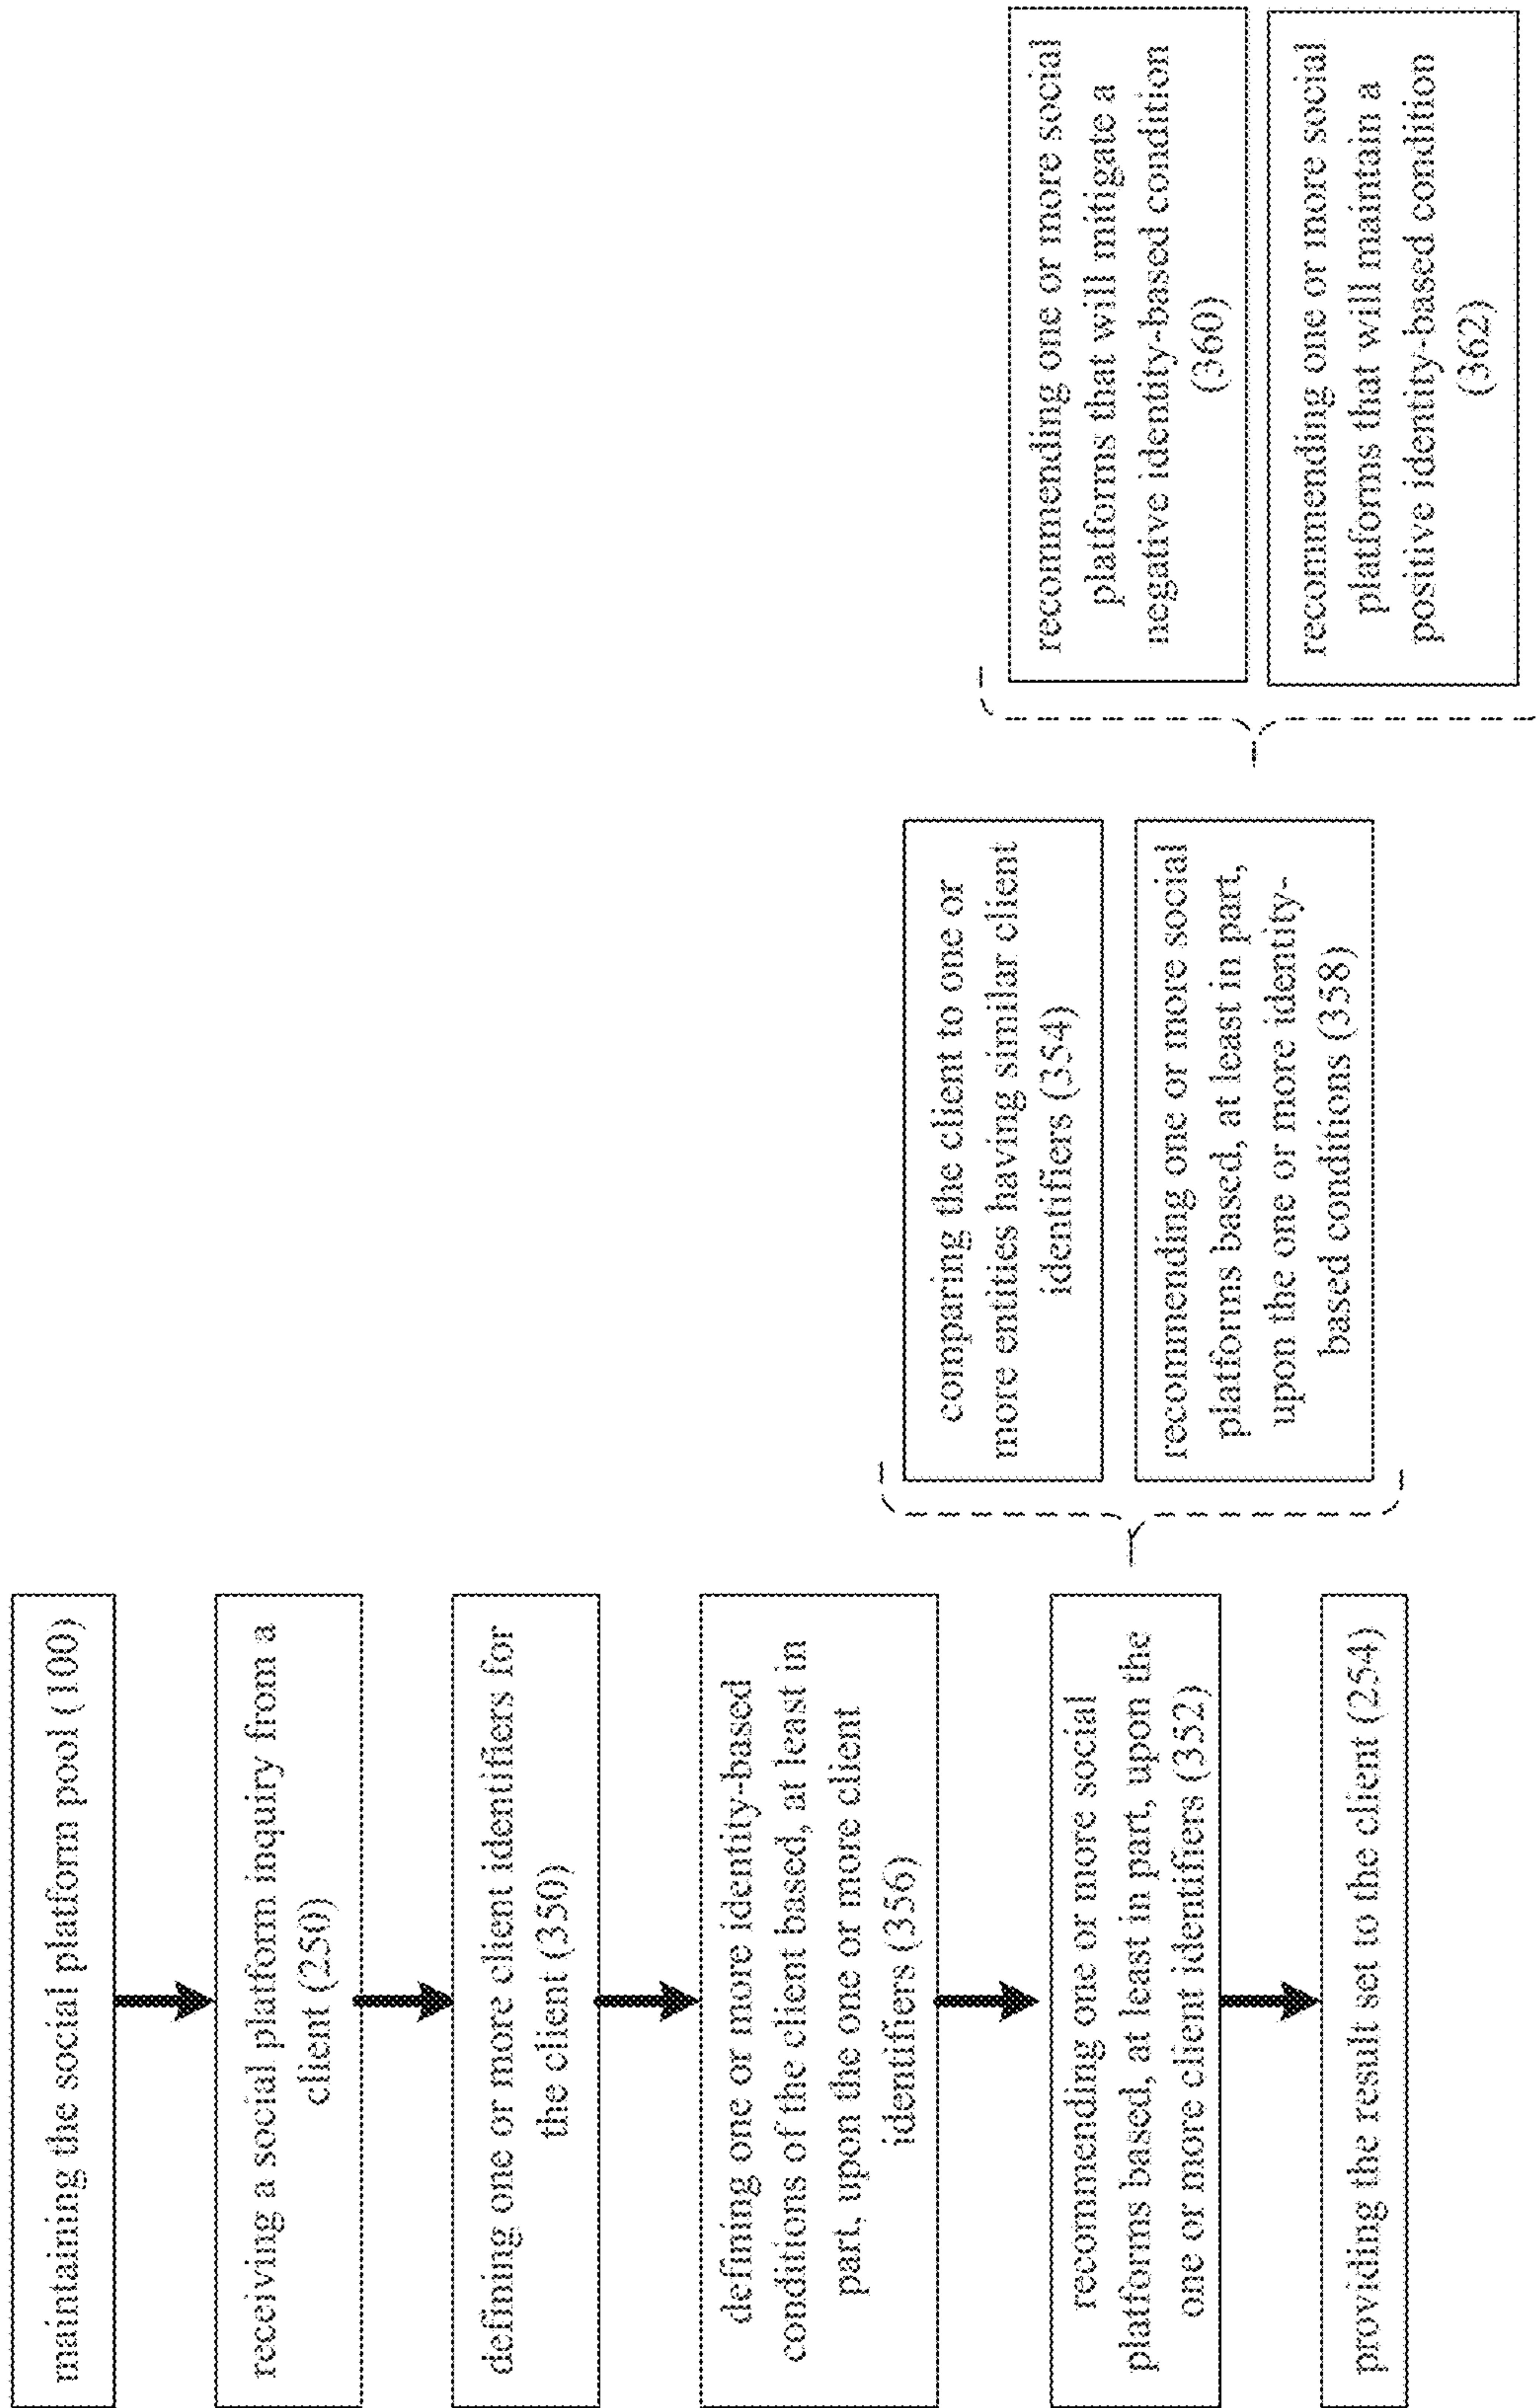 maintaining the social platform pool (100)
receiving a social platform inquiry from a
client (250)
defining one or more client identifiers for
the client (350)
defining one or more identity-based
conditions of the client based, at least in
part, upon the one or more client
identifiers (356)
recommending one or more social
platforms based, at least in part, upon the
one or more client identifiers (352)
providing the result set to the client (254)
comparing the client to one or
more entities having similar client
identifiers (354)
recommending one or more social
platforms based, at least in part,
upon the one or more identity-
based conditions (358)
recommending one or more social
platforms that will mitigate a
negative identity-based condition
(360)
recommending one or more social
platforms that will maintain a
positive identity-based condition
(362)